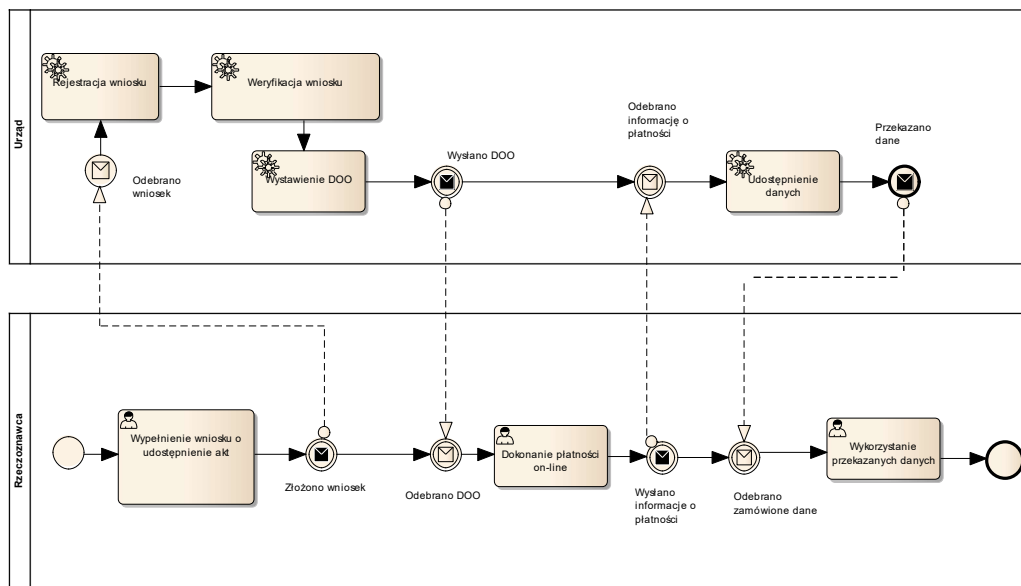 Urząd
Rejestracja wniosku
Weryfikacja wniosku
Odebrano
wniosek
Wystawienie DOO
Wysłano DOO
Odebrano
informację o
płatności
Udostępnienie
danych
Przekazano
dane
Rzeczoznawca
Wypełnienie wniosku o
udostępnienie akt
Złożono wniosek
Odebrano DOO
Dokonanie płatności
on-line
Wysłano
informacje o
płatności
Odebrano
zamówione dane
Wykorzystanie
przekazanych danych